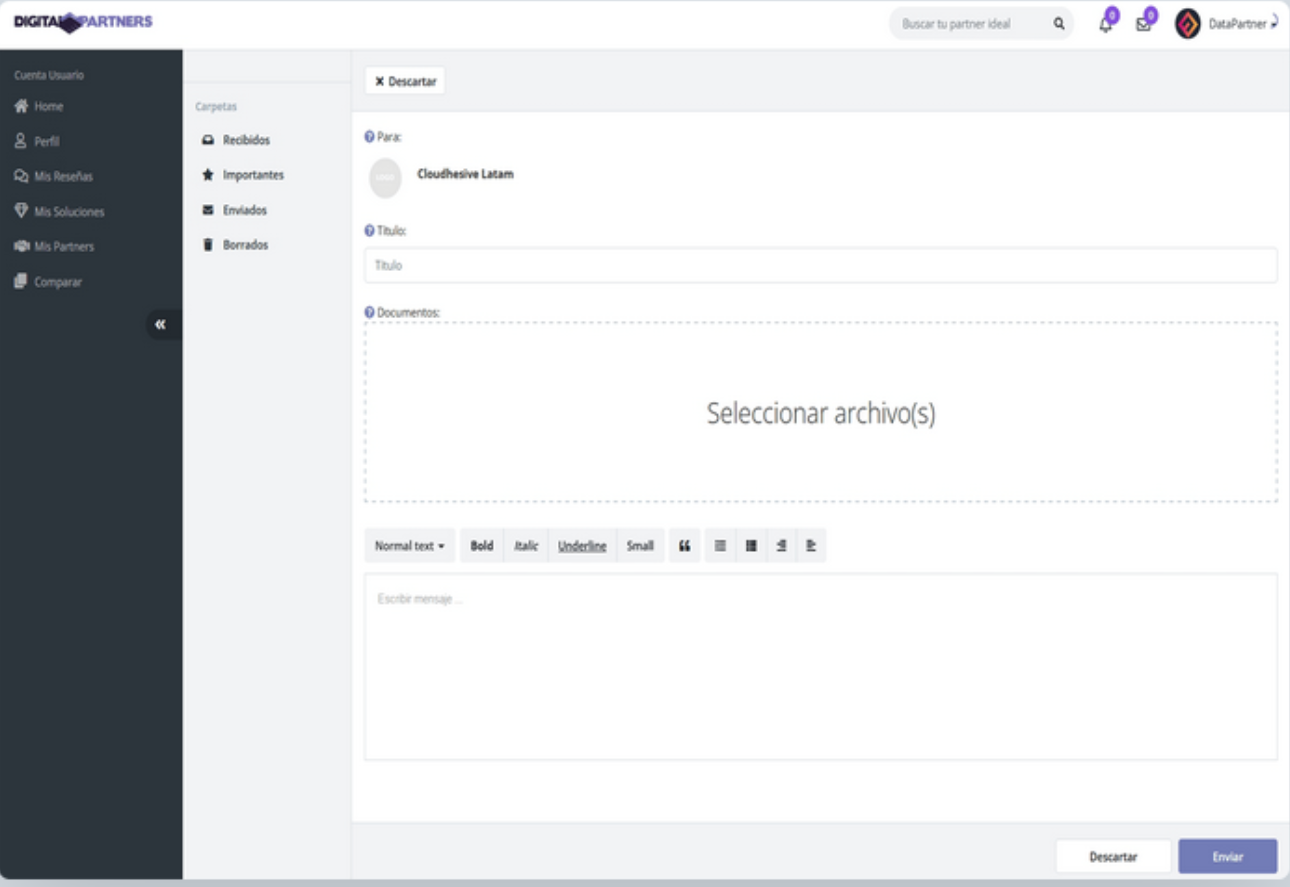 DIGITAL PARTNERS
Buscar tu partner ideal
0
0
DataPartner
Cuenta Usuario
Home
Perfil
Mis Reseñas
Mis Soluciones
Mis Partners
Comparar
Carpetas
Recibidos
Importantes
Enviados
Borrados
Descartar
Para:
LOGO
Cloudhesive Latam
Título:
Título
Documentos:
Seleccionar archivo(s)
Normal text Bold Italic Underline Small
Escribir mensaje ...
Descartar Enviar